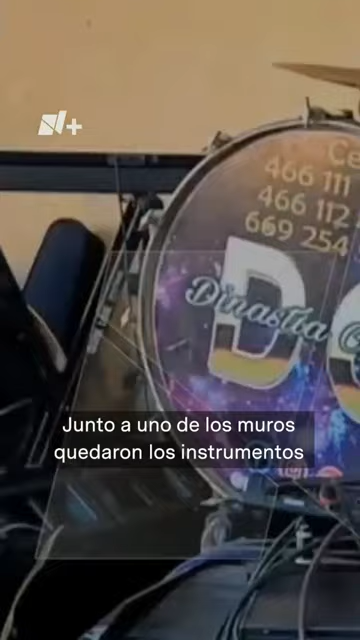 N+
Ce
466 111
466 112
669 254
Dinastía
D
Junto a uno de los muros
quedaron los instrumentos